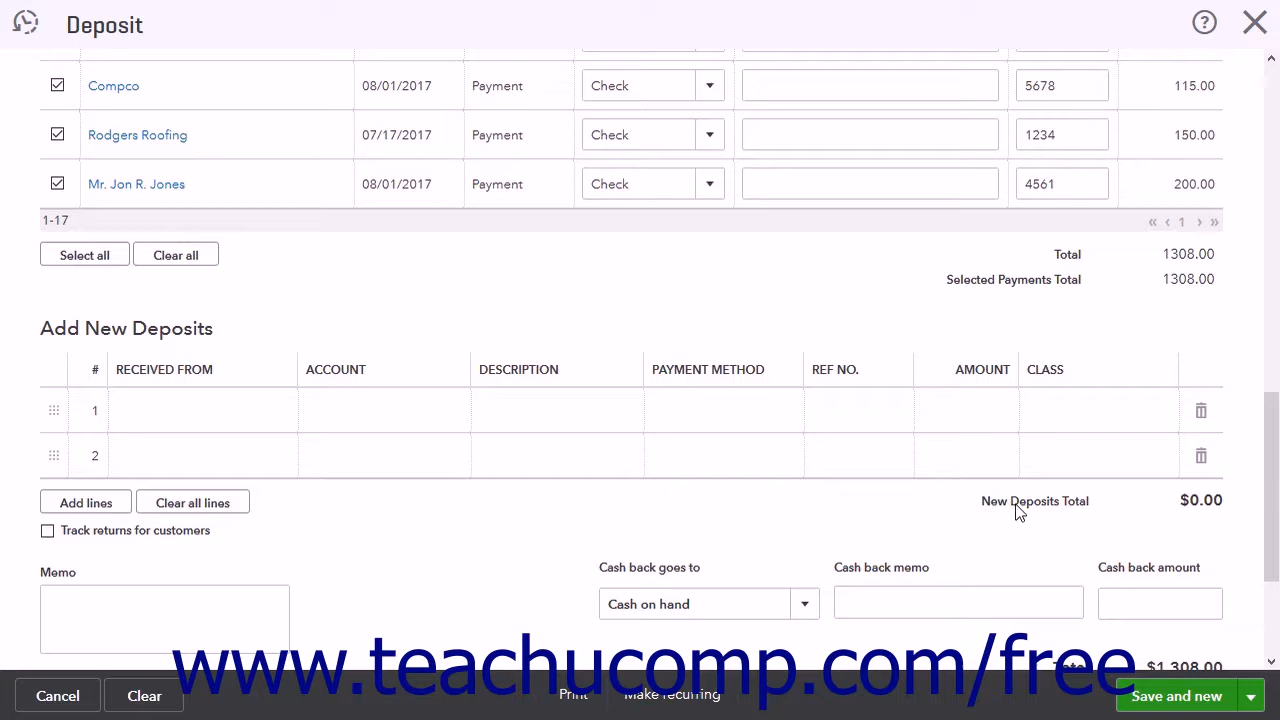 Deposit
Compco 08/01/2017 Payment Check 5678 115.00
Rodgers Roofing 07/17/2017 Payment Check 1234 150.00
Mr. Jon R. Jones 08/01/2017 Payment Check 4561 200.00
1-17 « ‹ 1 › »
Select all Clear all Total 1308.00
Selected Payments Total 1308.00
Add New Deposits
# RECEIVED FROM ACCOUNT DESCRIPTION PAYMENT METHOD REF NO. AMOUNT CLASS
1
2
Add lines Clear all lines New Deposits Total $0.00
Track returns for customers
Memo Cash back goes to Cash back memo Cash back amount
Cash on hand
Total $1,308.00
www.teachucomp.com/free
Cancel Clear Print Make recurring Save and new